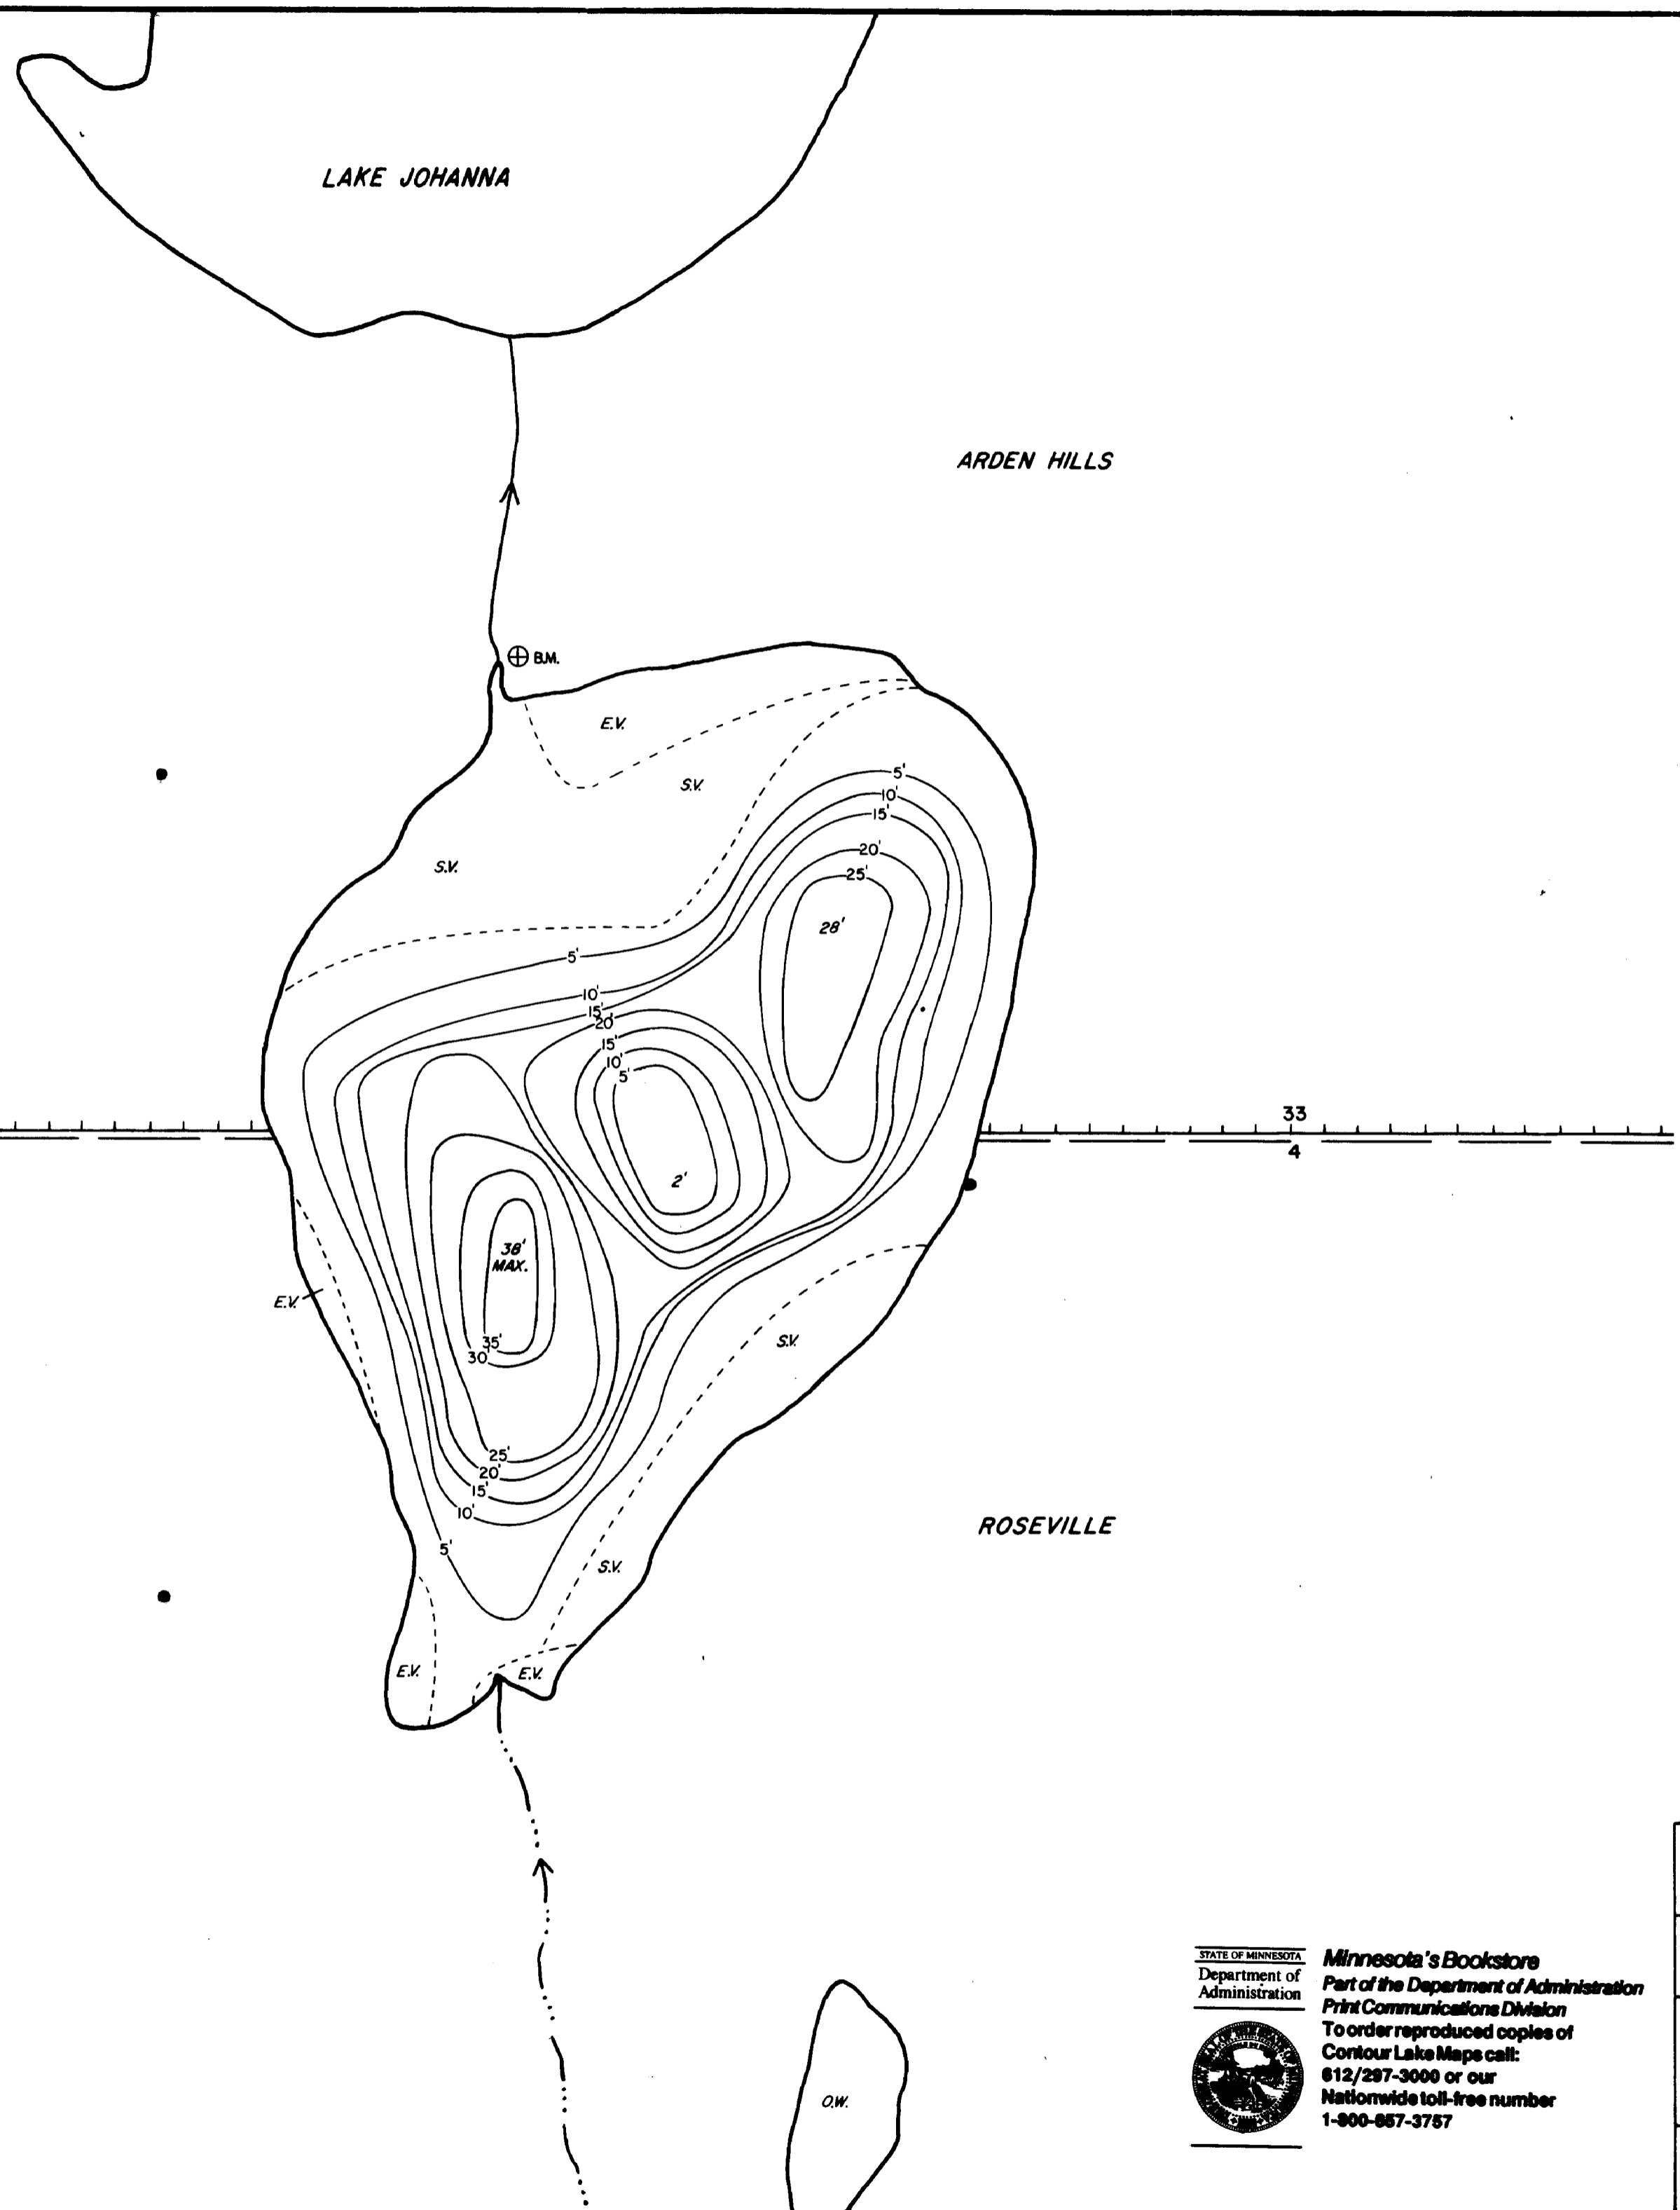 LAKE JOHANNA
ARDEN HILLS
B.M.
E.V.
S.V.
5'
10'
15'
S.V.
20'
25'
28'
5'
10'
15'
20'
15'
10'
5'
33
4
2'
38'
MAX.
E.V.
S.V.
35'
30'
25'
20'
15'
10'
ROSEVILLE
5'
S.V.
E.V.
E.V.
STATE OF MINNESOTA
Department of
Administration
Minnesota's Bookstore
Part of the Department of Administration
Print Communications Division
To order reproduced copies of
Contour Lake Maps call:
612/297-3000 or our
Nationwide toll-free number
1-800-657-3757
O.W.